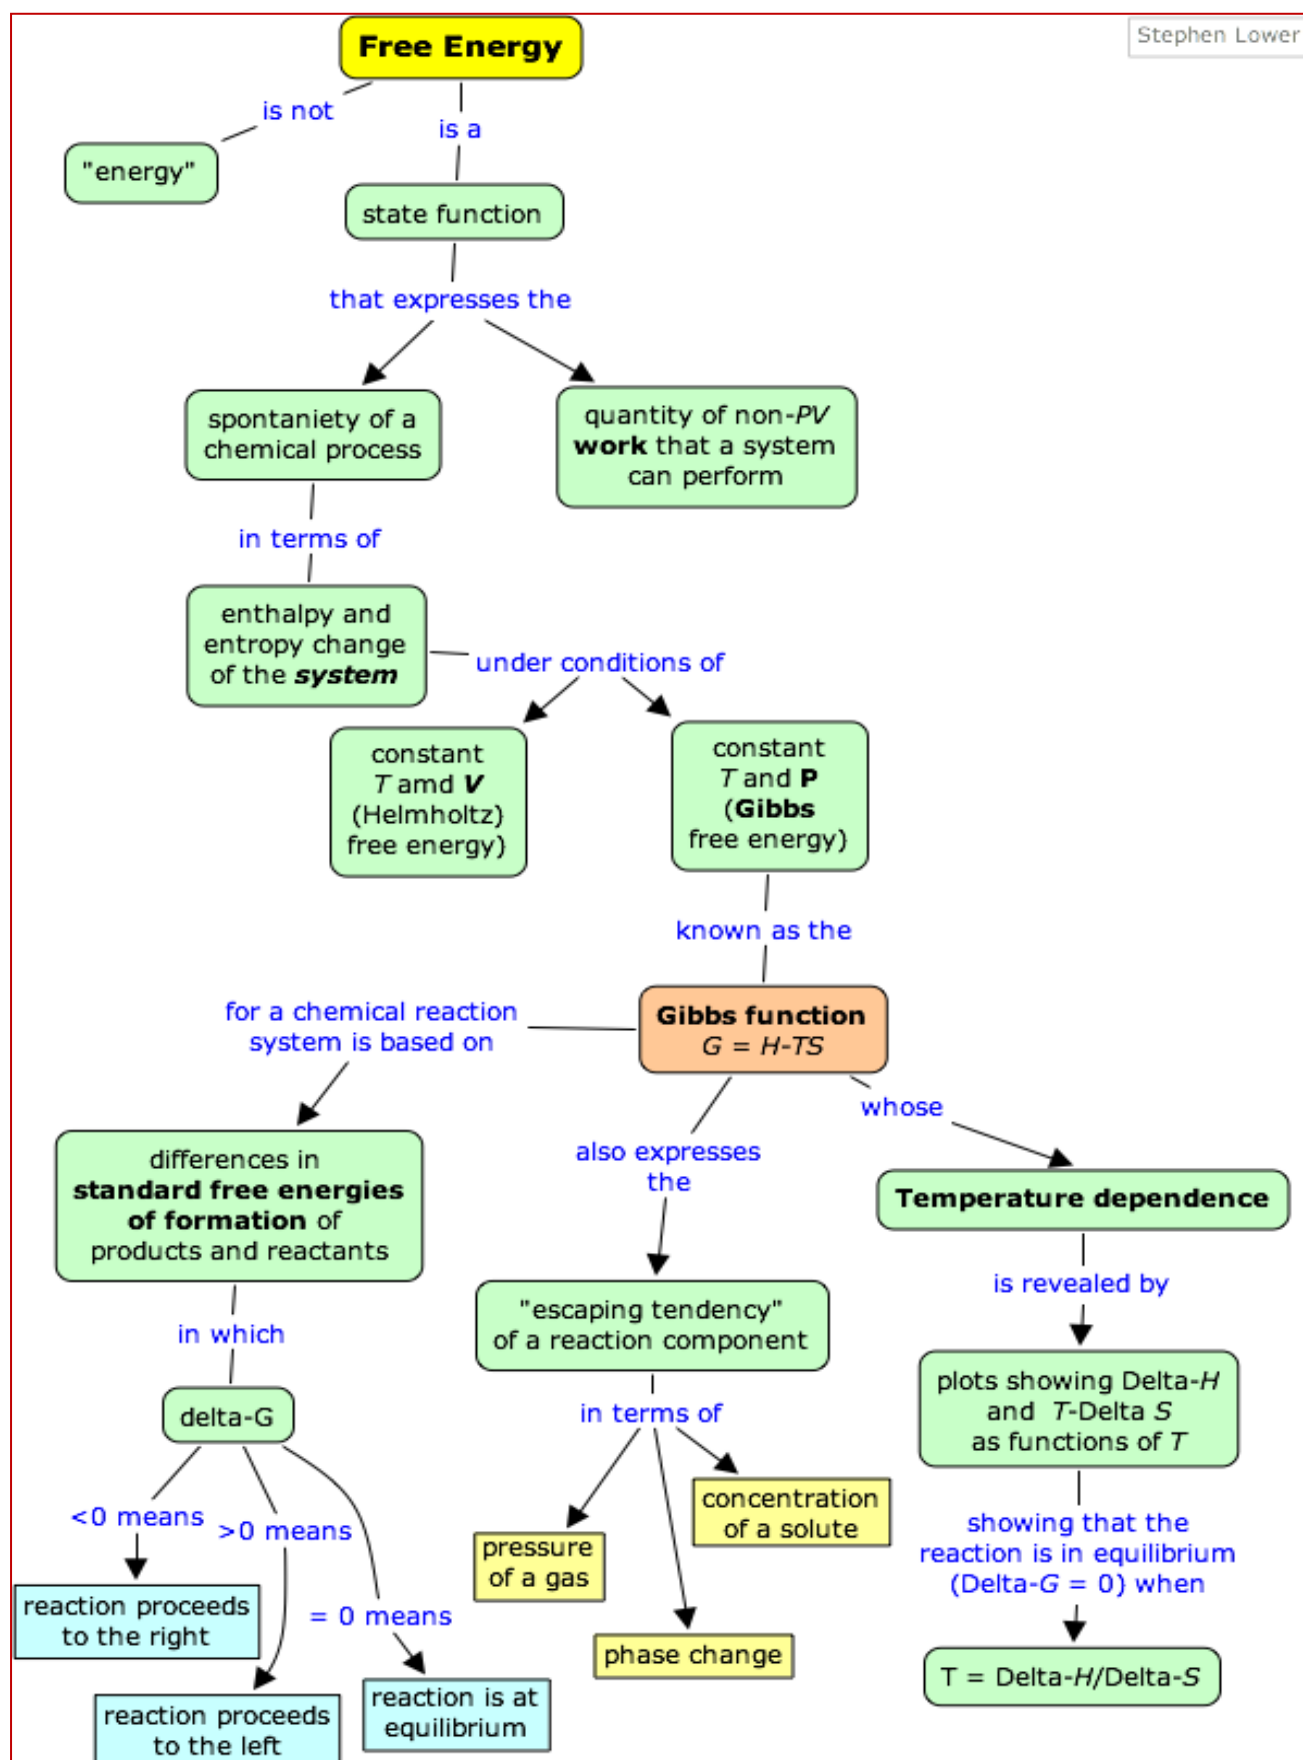 Free Energy
Stephen Lower
is not
is a
"energy"
state function
that expresses the
spontaniety of a
chemical process
quantity of non-PV
work that a system
can perform
in terms of
enthalpy and
entropy change
of the system
under conditions of
constant
T amd V
(Helmholtz)
free energy)
constant
T and P
(Gibbs
free energy)
known as the
Gibbs function
G = H-TS
for a chemical reaction
system is based on
whose
also expresses
the
differences in
standard free energies
of formation of
products and reactants
Temperature dependence
is revealed by
"escaping tendency"
of a reaction component
in which
delta-G
in terms of
plots showing Delta-H
and T-Delta S
as functions of T
<0 means
>0 means
= 0 means
reaction proceeds
to the right
reaction proceeds
to the left
reaction is at
equilibrium
pressure
of a gas
phase change
concentration
of a solute
showing that the
reaction is in equilibrium
(Delta-G = 0) when
T = Delta-H/Delta-S